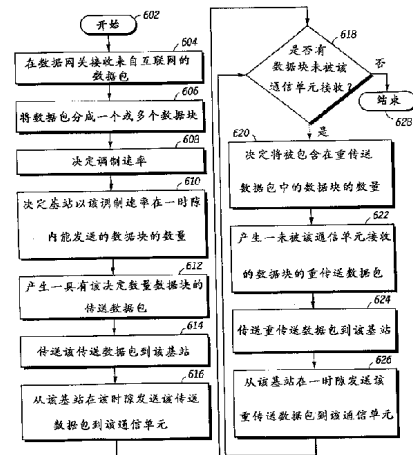 开始
602
604
在数据网关接收来自互联网的
数据包
606
将数据包分成一个或多个数据块
608
决定调制速率
610
决定基站以该调制速率在一时隙
内能发送的数据块的数量
612
产生一具有该决定数量数据块的
传送数据包
614
传送该传送数据包到该基站
616
从该基站在该时隙发送该传送
数据包到该通信单元
618
是否有
数据块未被该
通信单元接收?
否
结束
628
是
620
决定将被包含在重传送
数据包中的数据块的数量
622
产生一未被该通信单元接收
的数据块的重传送数据包
624
传送重传送数据包到该基站
626
从该基站在一时隙发送该
重传送数据包到该通信单元